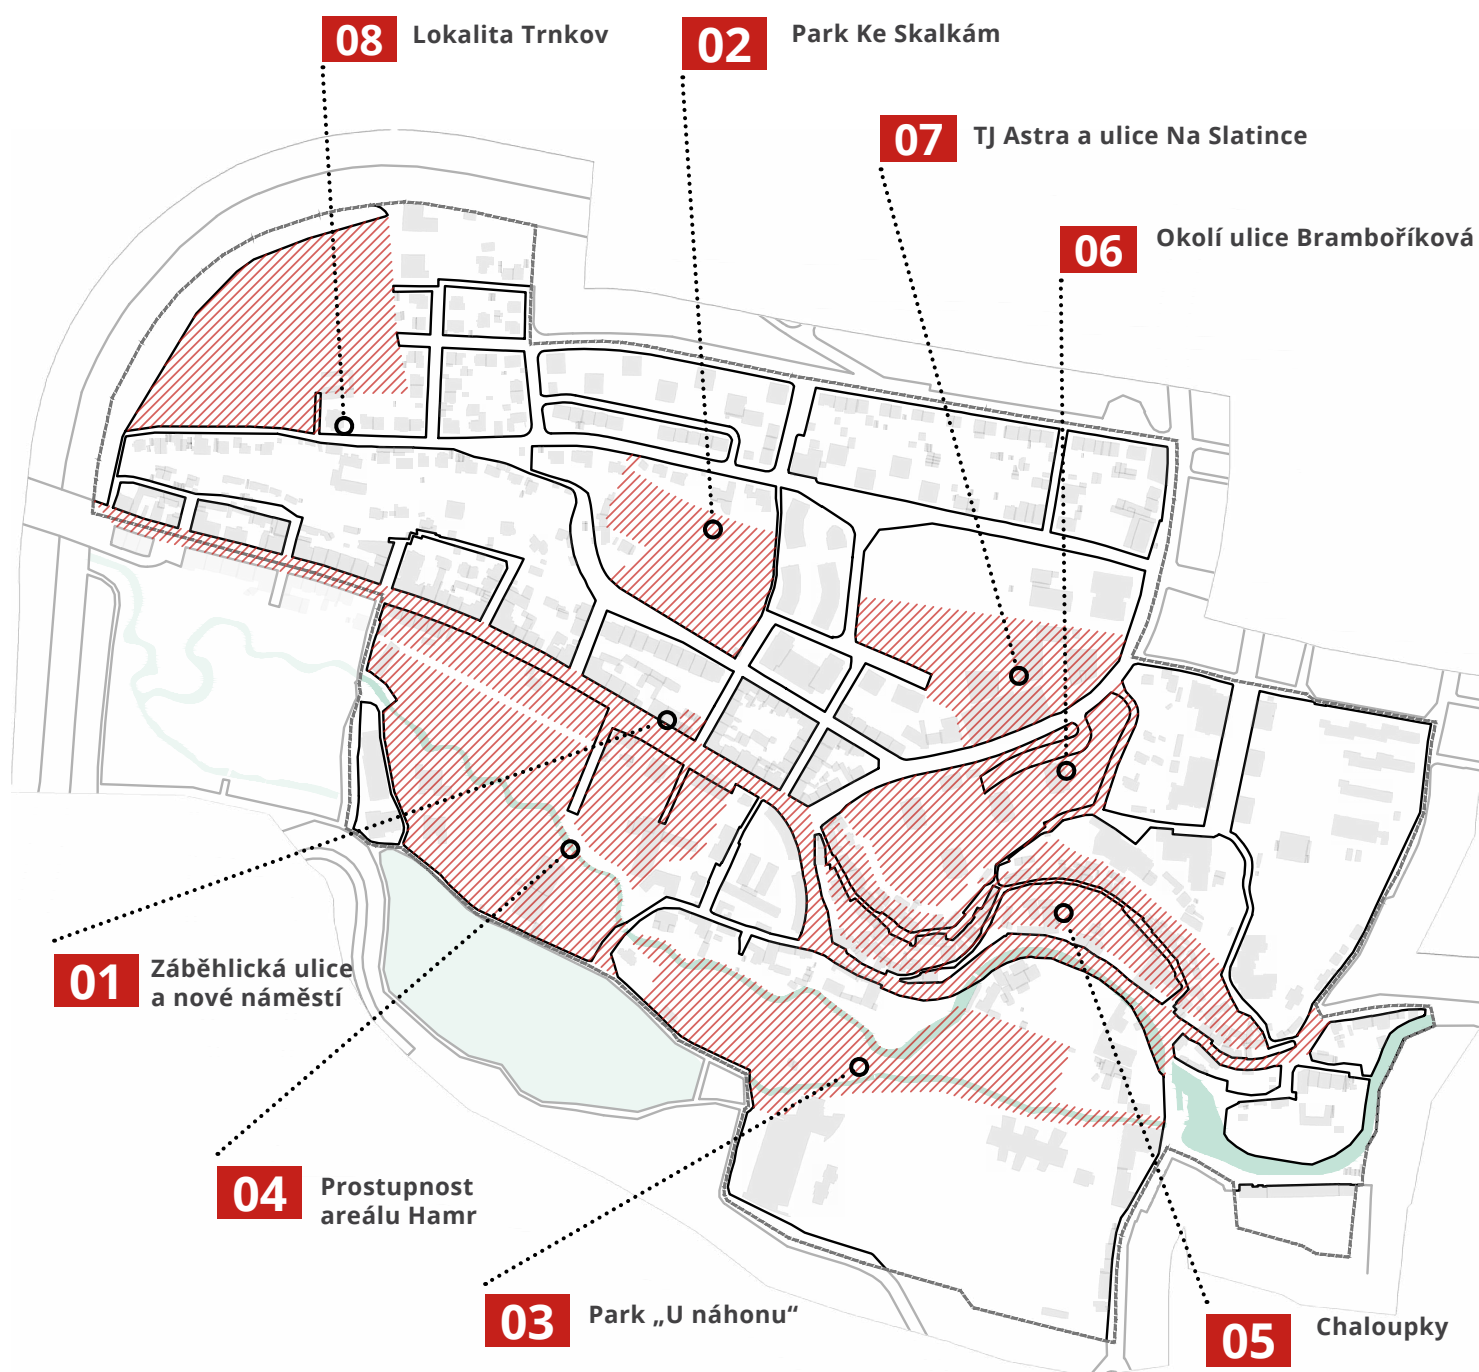 08 Lokalita Trnkov
02 Park Ke Skalkám
07 TJ Astra a ulice Na Slatince
06 Okolí ulice Bramboříková
01 Záběhlická ulice
a nové náměstí
04 Prostupnost
areálu Hamr
03 Park „U náhonu“
05 Chaloupky